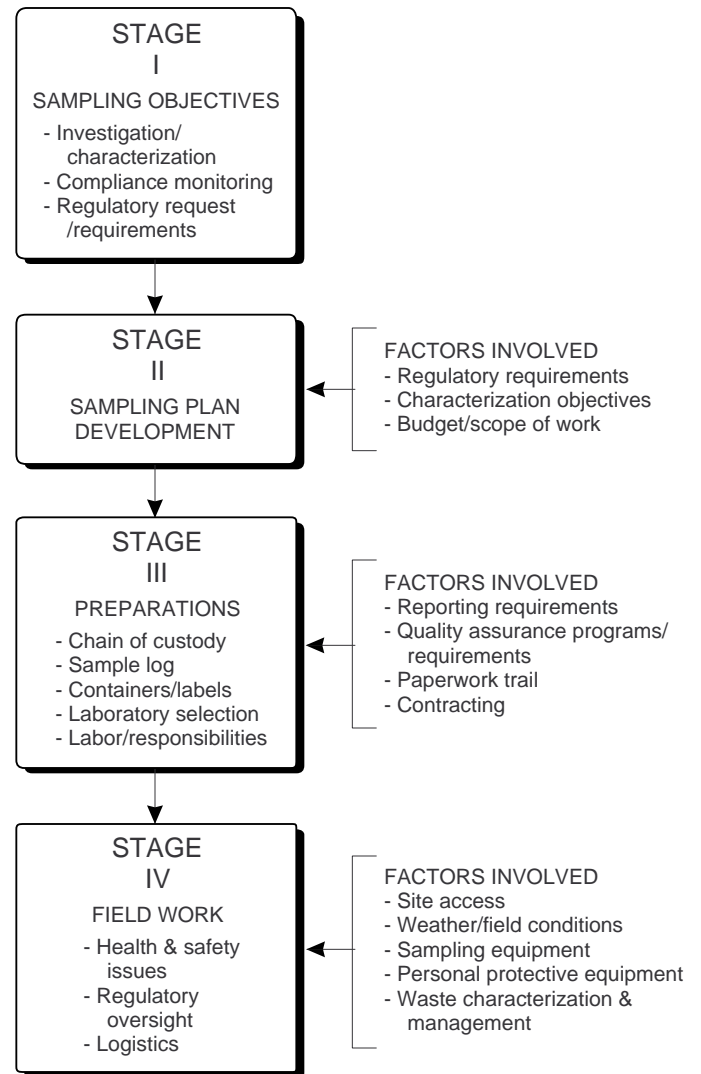 STAGE
I
SAMPLING OBJECTIVES
- Investigation/
characterization
- Compliance monitoring
- Regulatory request
/requirements
STAGE
II
SAMPLING PLAN
DEVELOPMENT
FACTORS INVOLVED
- Regulatory requirements
- Characterization objectives
- Budget/scope of work
STAGE
III
PREPARATIONS
- Chain of custody
- Sample log
- Containers/labels
- Laboratory selection
- Labor/responsibilities
FACTORS INVOLVED
- Reporting requirements
- Quality assurance programs/
requirements
- Paperwork trail
- Contracting
STAGE
IV
FIELD WORK
- Health & safety
issues
- Regulatory
oversight
- Logistics
FACTORS INVOLVED
- Site access
- Weather/field conditions
- Sampling equipment
- Personal protective equipment
- Waste characterization &
management